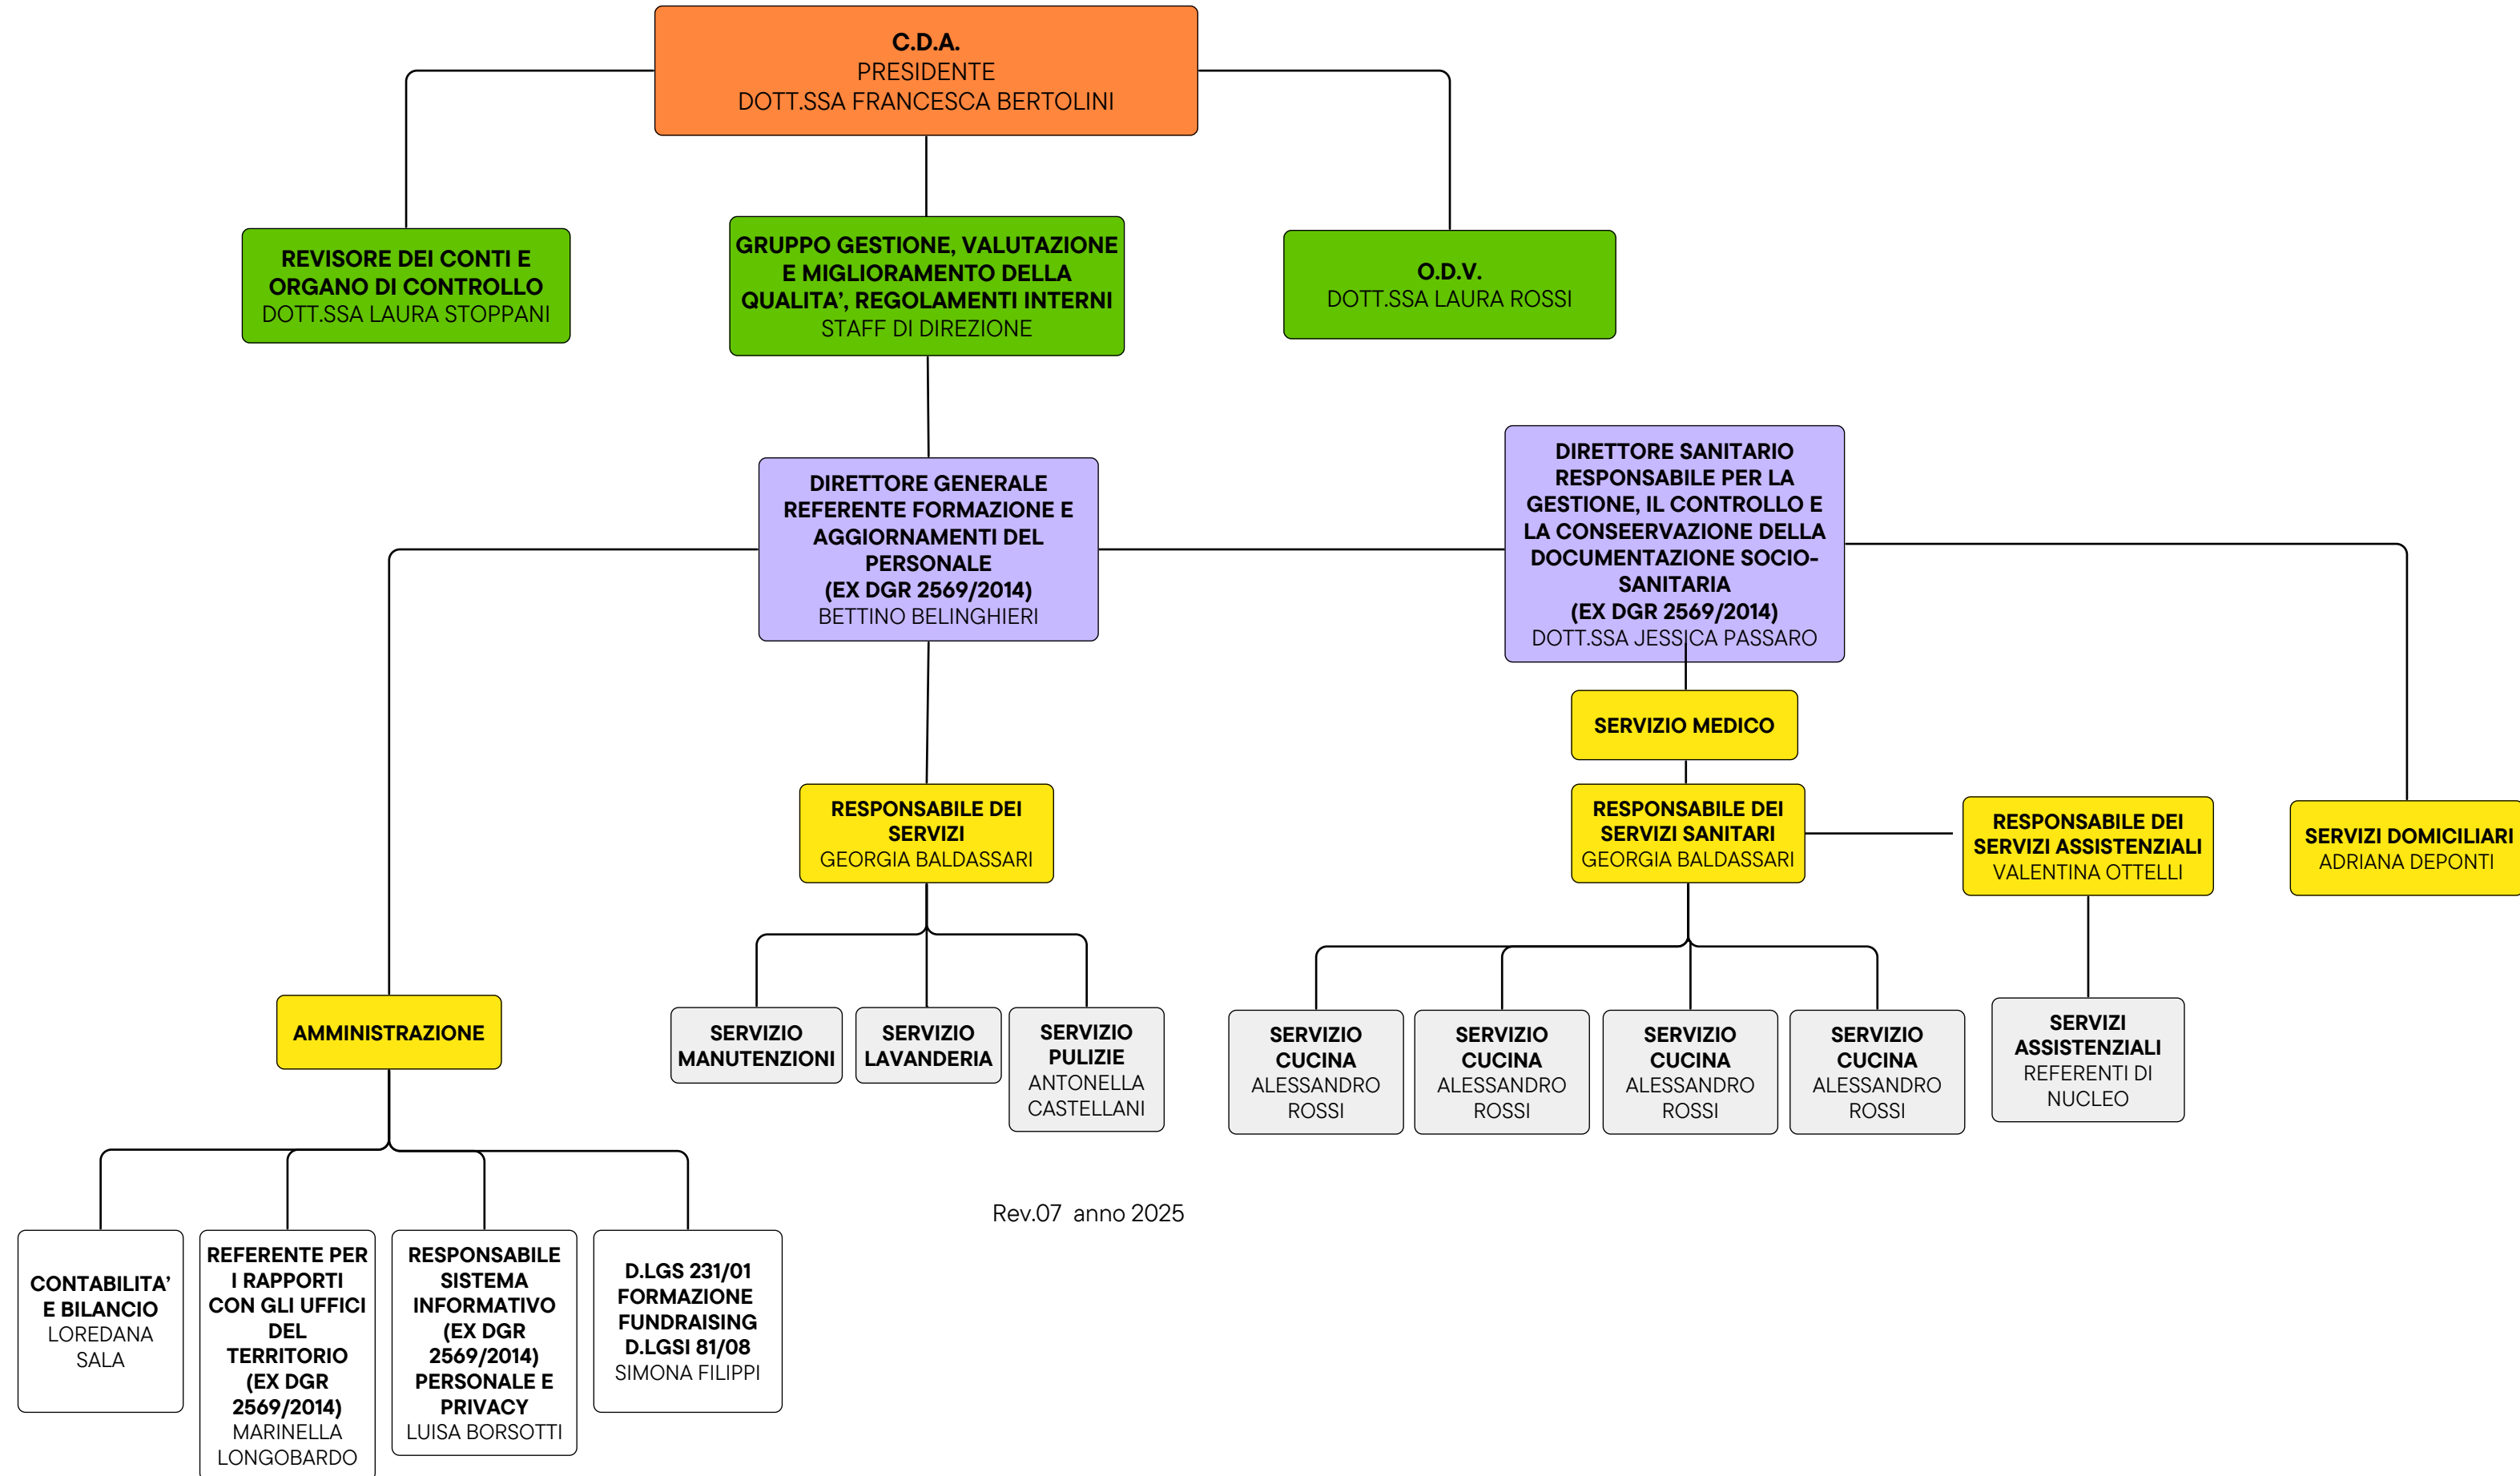 C.D.A.
PRESIDENTE
DOTT.SSA FRANCESCA BERTOLINI
REVISORE DEI CONTI E
ORGANO DI CONTROLLO
DOTT.SSA LAURA STOPPANI
GRUPPO GESTIONE, VALUTAZIONE
E MIGLIORAMENTO DELLA
QUALITA’, REGOLAMENTI INTERNI
STAFF DI DIREZIONE
O.D.V.
DOTT.SSA LAURA ROSSI
DIRETTORE GENERALE
REFERENTE FORMAZIONE E
AGGIORNAMENTI DEL
PERSONALE
(EX DGR 2569/2014)
BETTINO BELINGHIERI
DIRETTORE SANITARIO
RESPONSABILE PER LA
GESTIONE, IL CONTROLLO E
LA CONSEERVAZIONE DELLA
DOCUMENTAZIONE SOCIO-
SANITARIA
(EX DGR 2569/2014)
DOTT.SSA JESSICA PASSARO
SERVIZIO MEDICO
RESPONSABILE DEI
SERVIZI
GEORGIA BALDASSARI
RESPONSABILE DEI
SERVIZI SANITARI
GEORGIA BALDASSARI
RESPONSABILE DEI
SERVIZI ASSISTENZIALI
VALENTINA OTTELLI
SERVIZI DOMICILIARI
ADRIANA DEPONTI
AMMINISTRAZIONE
SERVIZIO
MANUTENZIONI
SERVIZIO
LAVANDERIA
SERVIZIO
PULIZIE
ANTONELLA
CASTELLANI
SERVIZIO
CUCINA
ALESSANDRO
ROSSI
SERVIZIO
CUCINA
ALESSANDRO
ROSSI
SERVIZIO
CUCINA
ALESSANDRO
ROSSI
SERVIZIO
CUCINA
ALESSANDRO
ROSSI
SERVIZI
ASSISTENZIALI
REFERENTI DI
NUCLEO
Rev.07 anno 2025
CONTABILITA’
E BILANCIO
LOREDANA
SALA
REFERENTE PER
I RAPPORTI
CON GLI UFFICI
DEL
TERRITORIO
(EX DGR
2569/2014)
MARINELLA
LONGOBARDO
RESPONSABILE
SISTEMA
INFORMATIVO
(EX DGR
2569/2014)
PERSONALE E
PRIVACY
LUISA BORSOTTI
D.LGS 231/01
FORMAZIONE
FUNDRAISING
D.LGSI 81/08
SIMONA FILIPPI